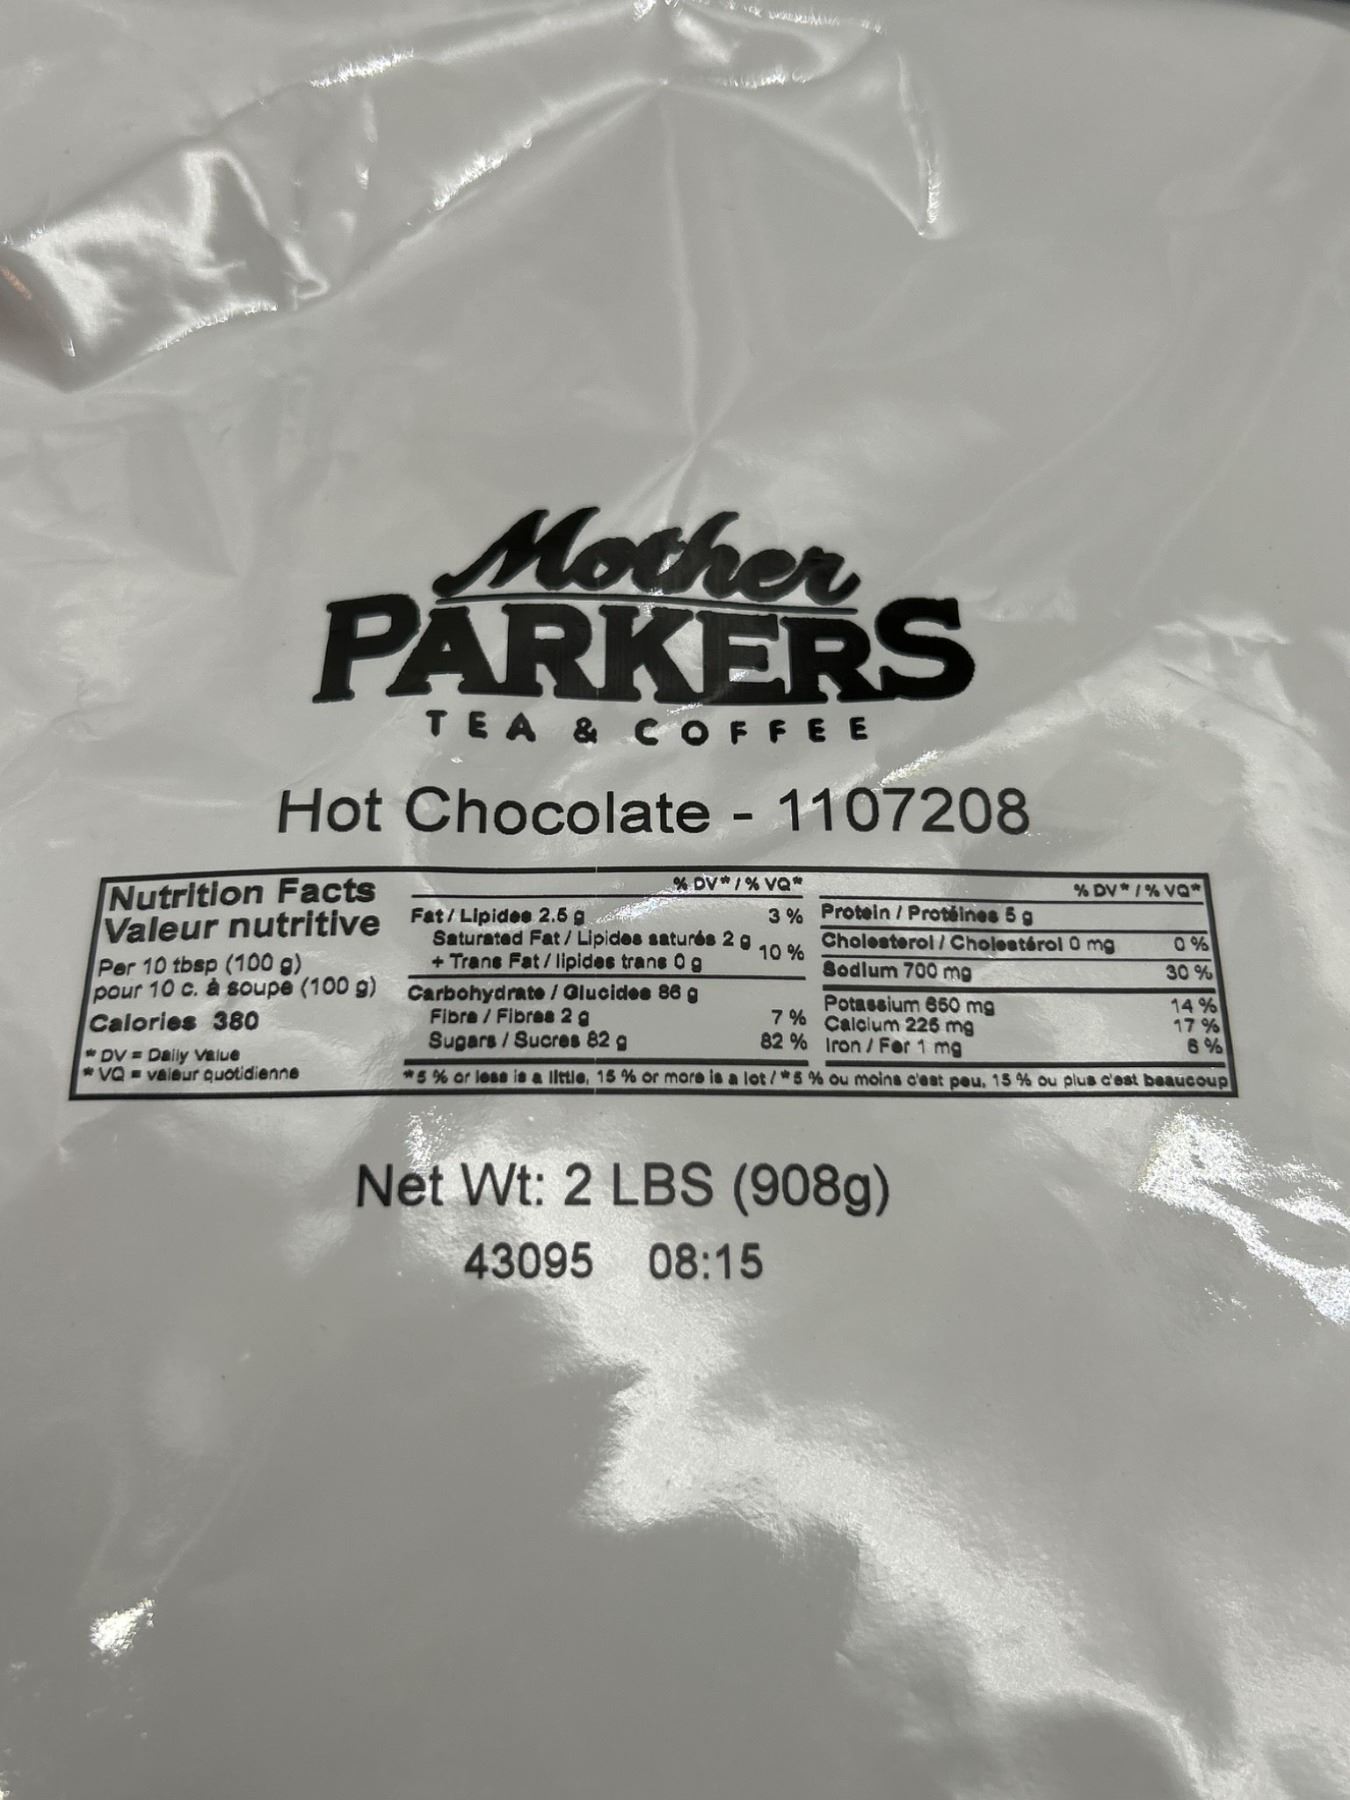 Mother
PARKERS
TEA & COFFEE
Hot Chocolate - 1107208
Nutrition Facts
Valeur nutritive
Per 10 tbsp (100 g)
pour 10 c. à soupe (100 g)
Calories 380
* DV = Daily Value
* VQ = valeur quotidienne
% DV* / % VQ*
Fat / Lipides 2.5 g 3 %
Saturated Fat / Lipides saturés 2 g
+ Trans Fat / lipides trans 0 g 10 %
Carbohydrate / Glucides 86 g
Fibre / Fibres 2 g 7 %
Sugars / Sucres 82 g 82 %
% DV* / % VQ*
Protein / Protéines 5 g
Cholesterol / Cholestérol 0 mg 0 %
Sodium 700 mg 30 %
Potassium 650 mg 14 %
Calcium 225 mg 17 %
Iron / Fer 1 mg 6 %
*5 % or less is a little, 15 % or more is a lot / *5 % ou moins c'est peu, 15 % ou plus c'est beaucoup
Net Wt: 2 LBS (908g)
43095 08:15